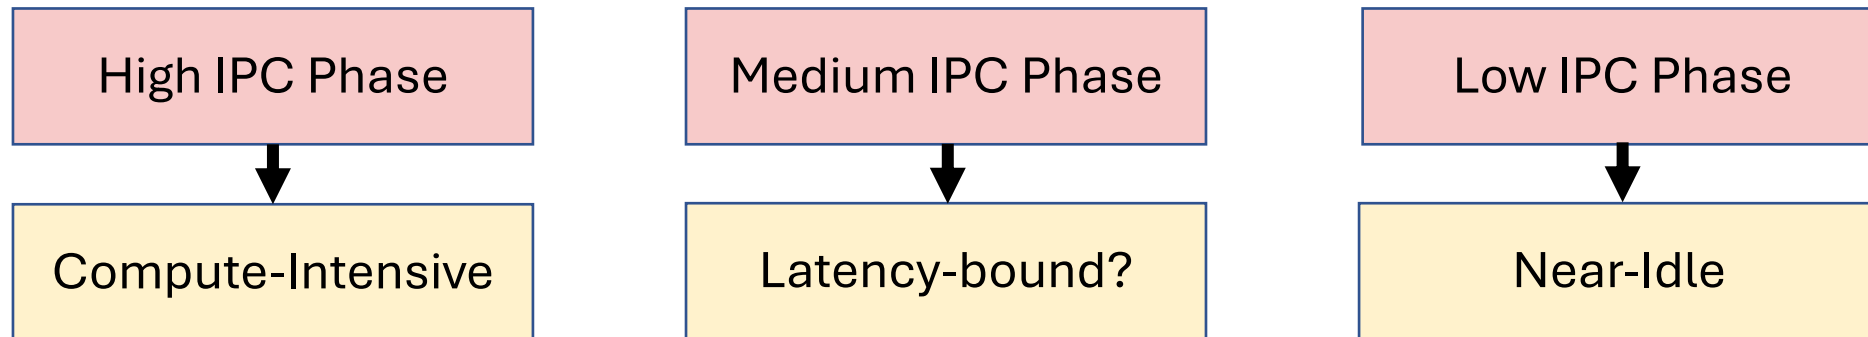 High IPC Phase
Medium IPC Phase
Low IPC Phase
Compute-Intensive
Latency-bound?
Near-Idle